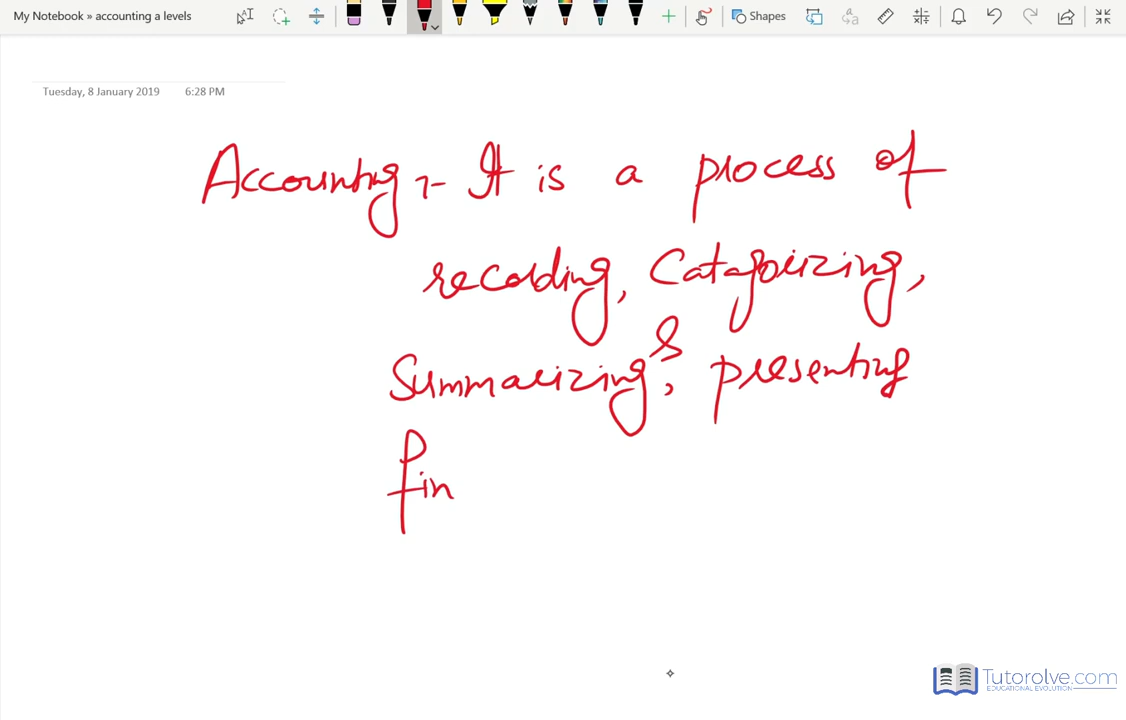 My Notebook » accounting a levels
Shapes
Tuesday, 8 January 2019 6:28 PM
Accounting :- It is a process of
recording, Categorizing,
Summarizing, & presenting
fin
Tutorolve.com
EDUCATIONAL EVOLUTION